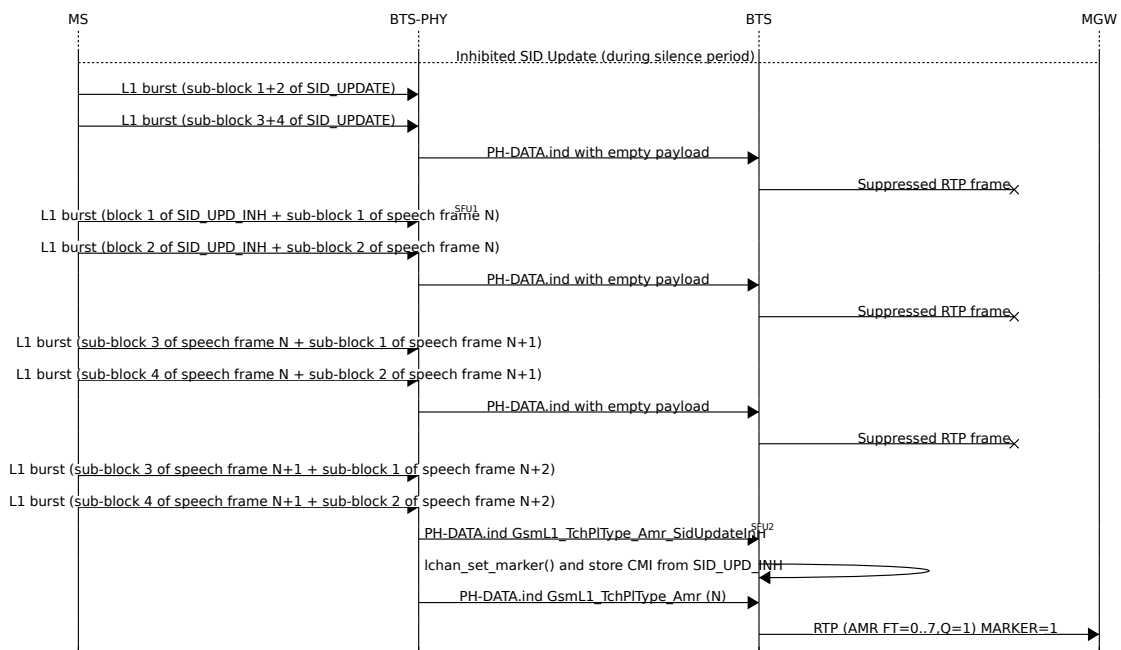 MS BTS-PHY BTS MGW
Inhibited SID Update (during silence period)
L1 burst (sub-block 1+2 of SID_UPDATE)
L1 burst (sub-block 3+4 of SID_UPDATE)
PH-DATA.ind with empty payload
Suppressed RTP frame
SFU1
L1 burst (block 1 of SID_UPD_INH + sub-block 1 of speech frame N)
L1 burst (block 2 of SID_UPD_INH + sub-block 2 of speech frame N)
PH-DATA.ind with empty payload
Suppressed RTP frame
L1 burst (sub-block 3 of speech frame N + sub-block 1 of speech frame N+1)
L1 burst (sub-block 4 of speech frame N + sub-block 2 of speech frame N+1)
PH-DATA.ind with empty payload
Suppressed RTP frame
L1 burst (sub-block 3 of speech frame N+1 + sub-block 1 of speech frame N+2)
L1 burst (sub-block 4 of speech frame N+1 + sub-block 2 of speech frame N+2)
SFU2
PH-DATA.ind GsmL1_TchPlType_Amr_SidUpdateInH
lchan_set_marker() and store CMI from SID_UPD_INH
PH-DATA.ind GsmL1_TchPlType_Amr (N)
RTP (AMR FT=0..7,Q=1) MARKER=1